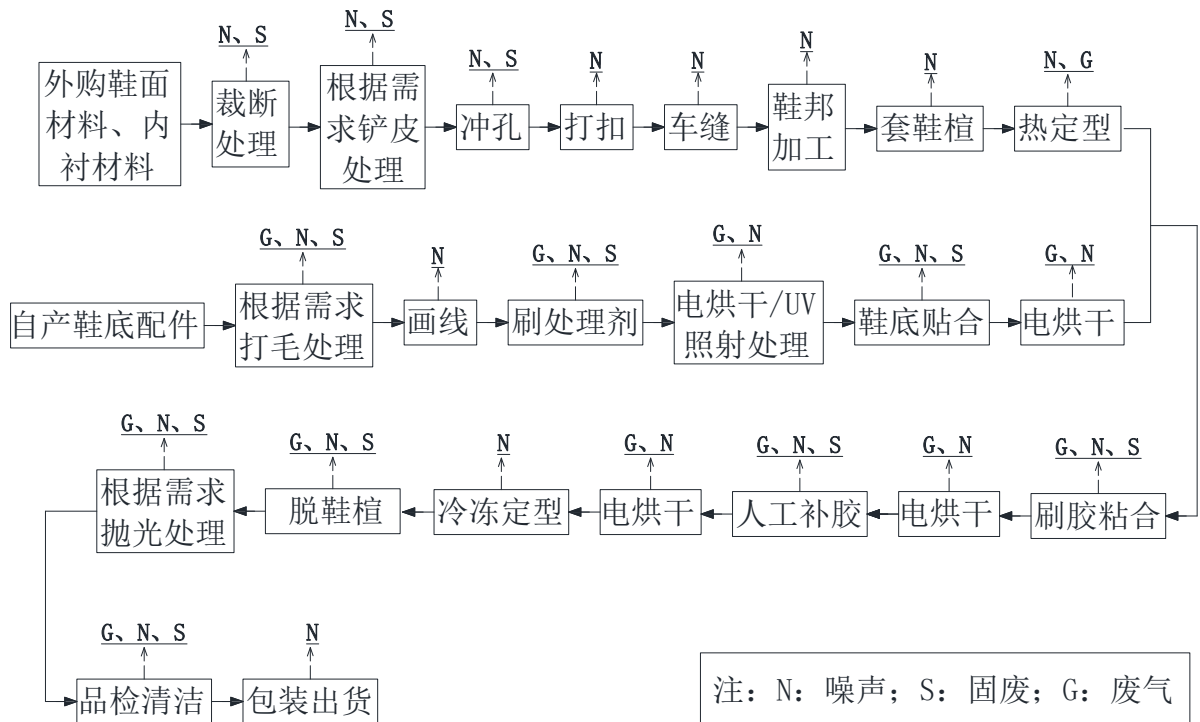 N、S
N、S
N、S
N
N
N
N
N、G
外购鞋面
材料、内
衬材料
裁断
处理
根据需
求铲皮
处理
冲孔
打扣
车缝
鞋邦
加工
套鞋楦
热定型
G、N、S
N
G、N、S
G、N
G、N、S
G、N
自产鞋底配件
根据需求
打毛处理
画线
刷处理剂
电烘干/UV
照射处理
鞋底贴合
电烘干
G、N、S
G、N、S
N
G、N
G、N、S
G、N
G、N、S
根据需求
抛光处理
脱鞋楦
冷冻定型
电烘干
人工补胶
电烘干
刷胶粘合
G、N、S
N
品检清洁
包装出货
注：N：噪声；S：固废；G：废气